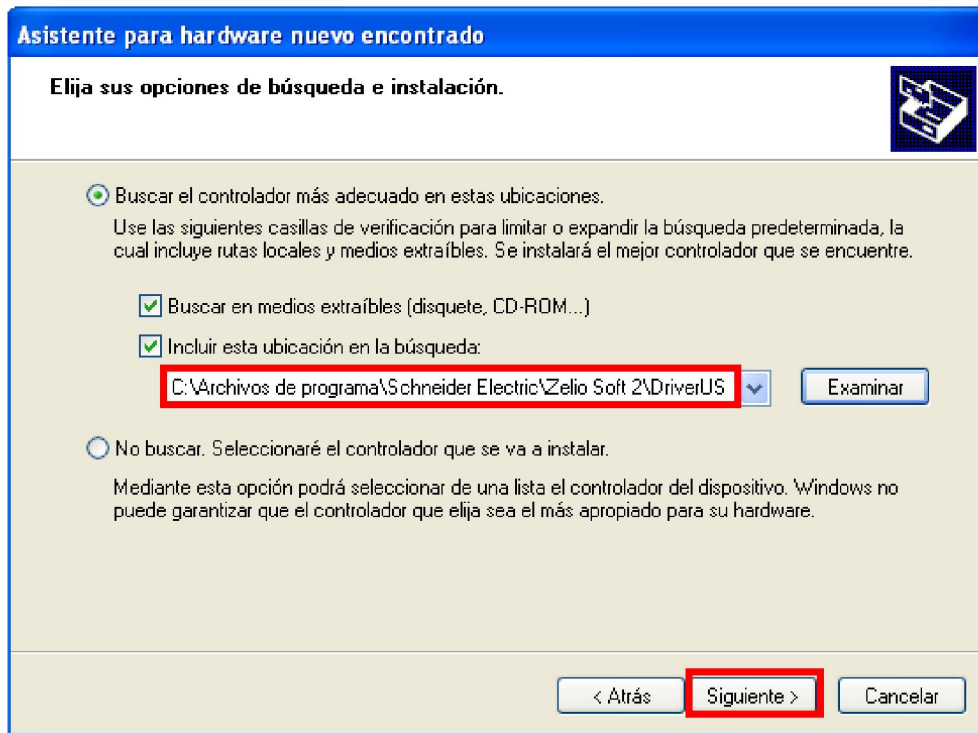 Asistente para hardware nuevo encontrado
Elija sus opciones de búsqueda e instalación.
Buscar el controlador más adecuado en estas ubicaciones.
Use las siguientes casillas de verificación para limitar o expandir la búsqueda predeterminada, la
cual incluye rutas locales y medios extraíbles. Se instalará el mejor controlador que se encuentre.
Buscar en medios extraíbles (disquete, CD-ROM...)
Incluir esta ubicación en la búsqueda:
C:\Archivos de programa\Schneider Electric\Zelio Soft 2\DriverUS
Examinar
No buscar. Seleccionaré el controlador que se va a instalar.
Mediante esta opción podrá seleccionar de una lista el controlador del dispositivo. Windows no
puede garantizar que el controlador que elija sea el más apropiado para su hardware.
< Atrás
Siguiente >
Cancelar